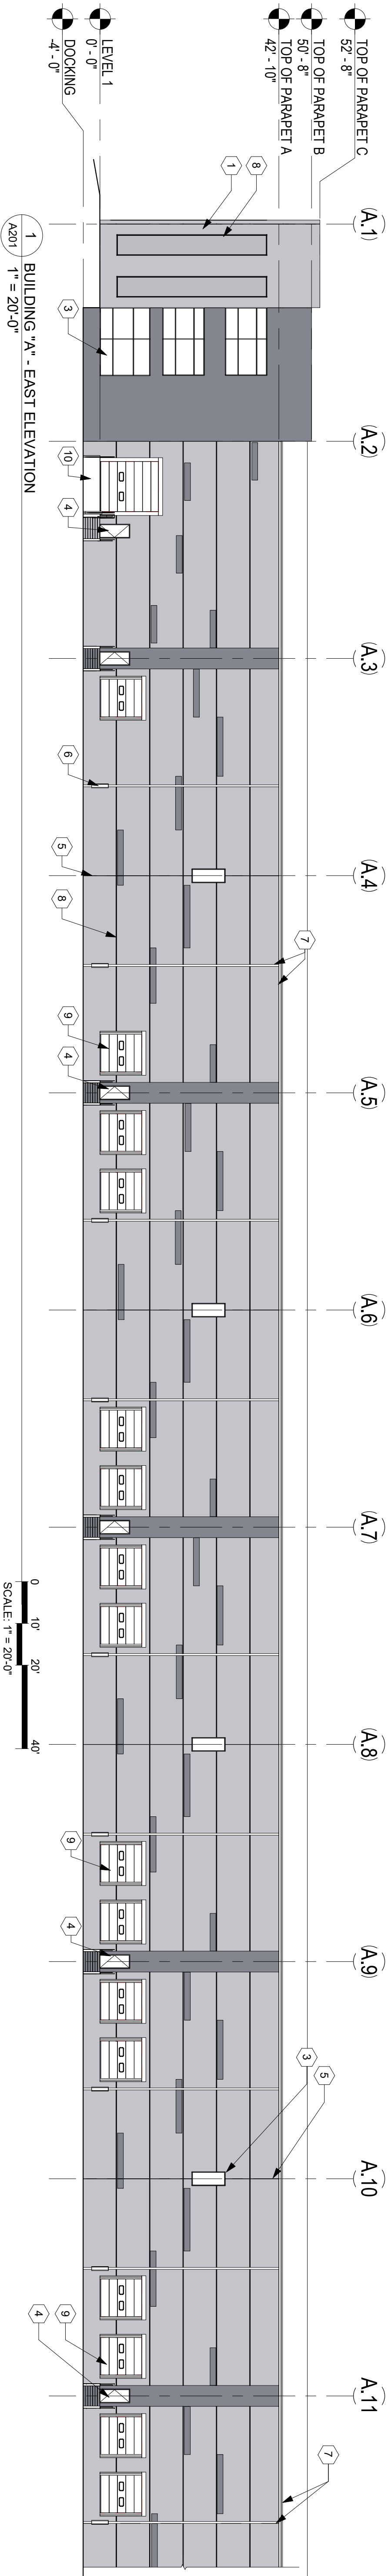 (A.1)
(A.2)
(A.3)
(A.4)
(A.5)
(A.6)
(A.7)
(A.8)
(A.9)
(A.10)
(A.11)
TOP OF PARAPET C
52' - 8"
TOP OF PARAPET B
50' - 8"
TOP OF PARAPET A
42' - 10"
LEVEL 1
0' - 0"
DOCKING
-4' - 0"
8
1
7
3
5
7
3
10
4
6
5
8
9
4
9
4
9
4
1
A201
BUILDING "A" - EAST ELEVATION
1" = 20'-0"
0
10'
20'
40'
SCALE: 1" = 20'-0"